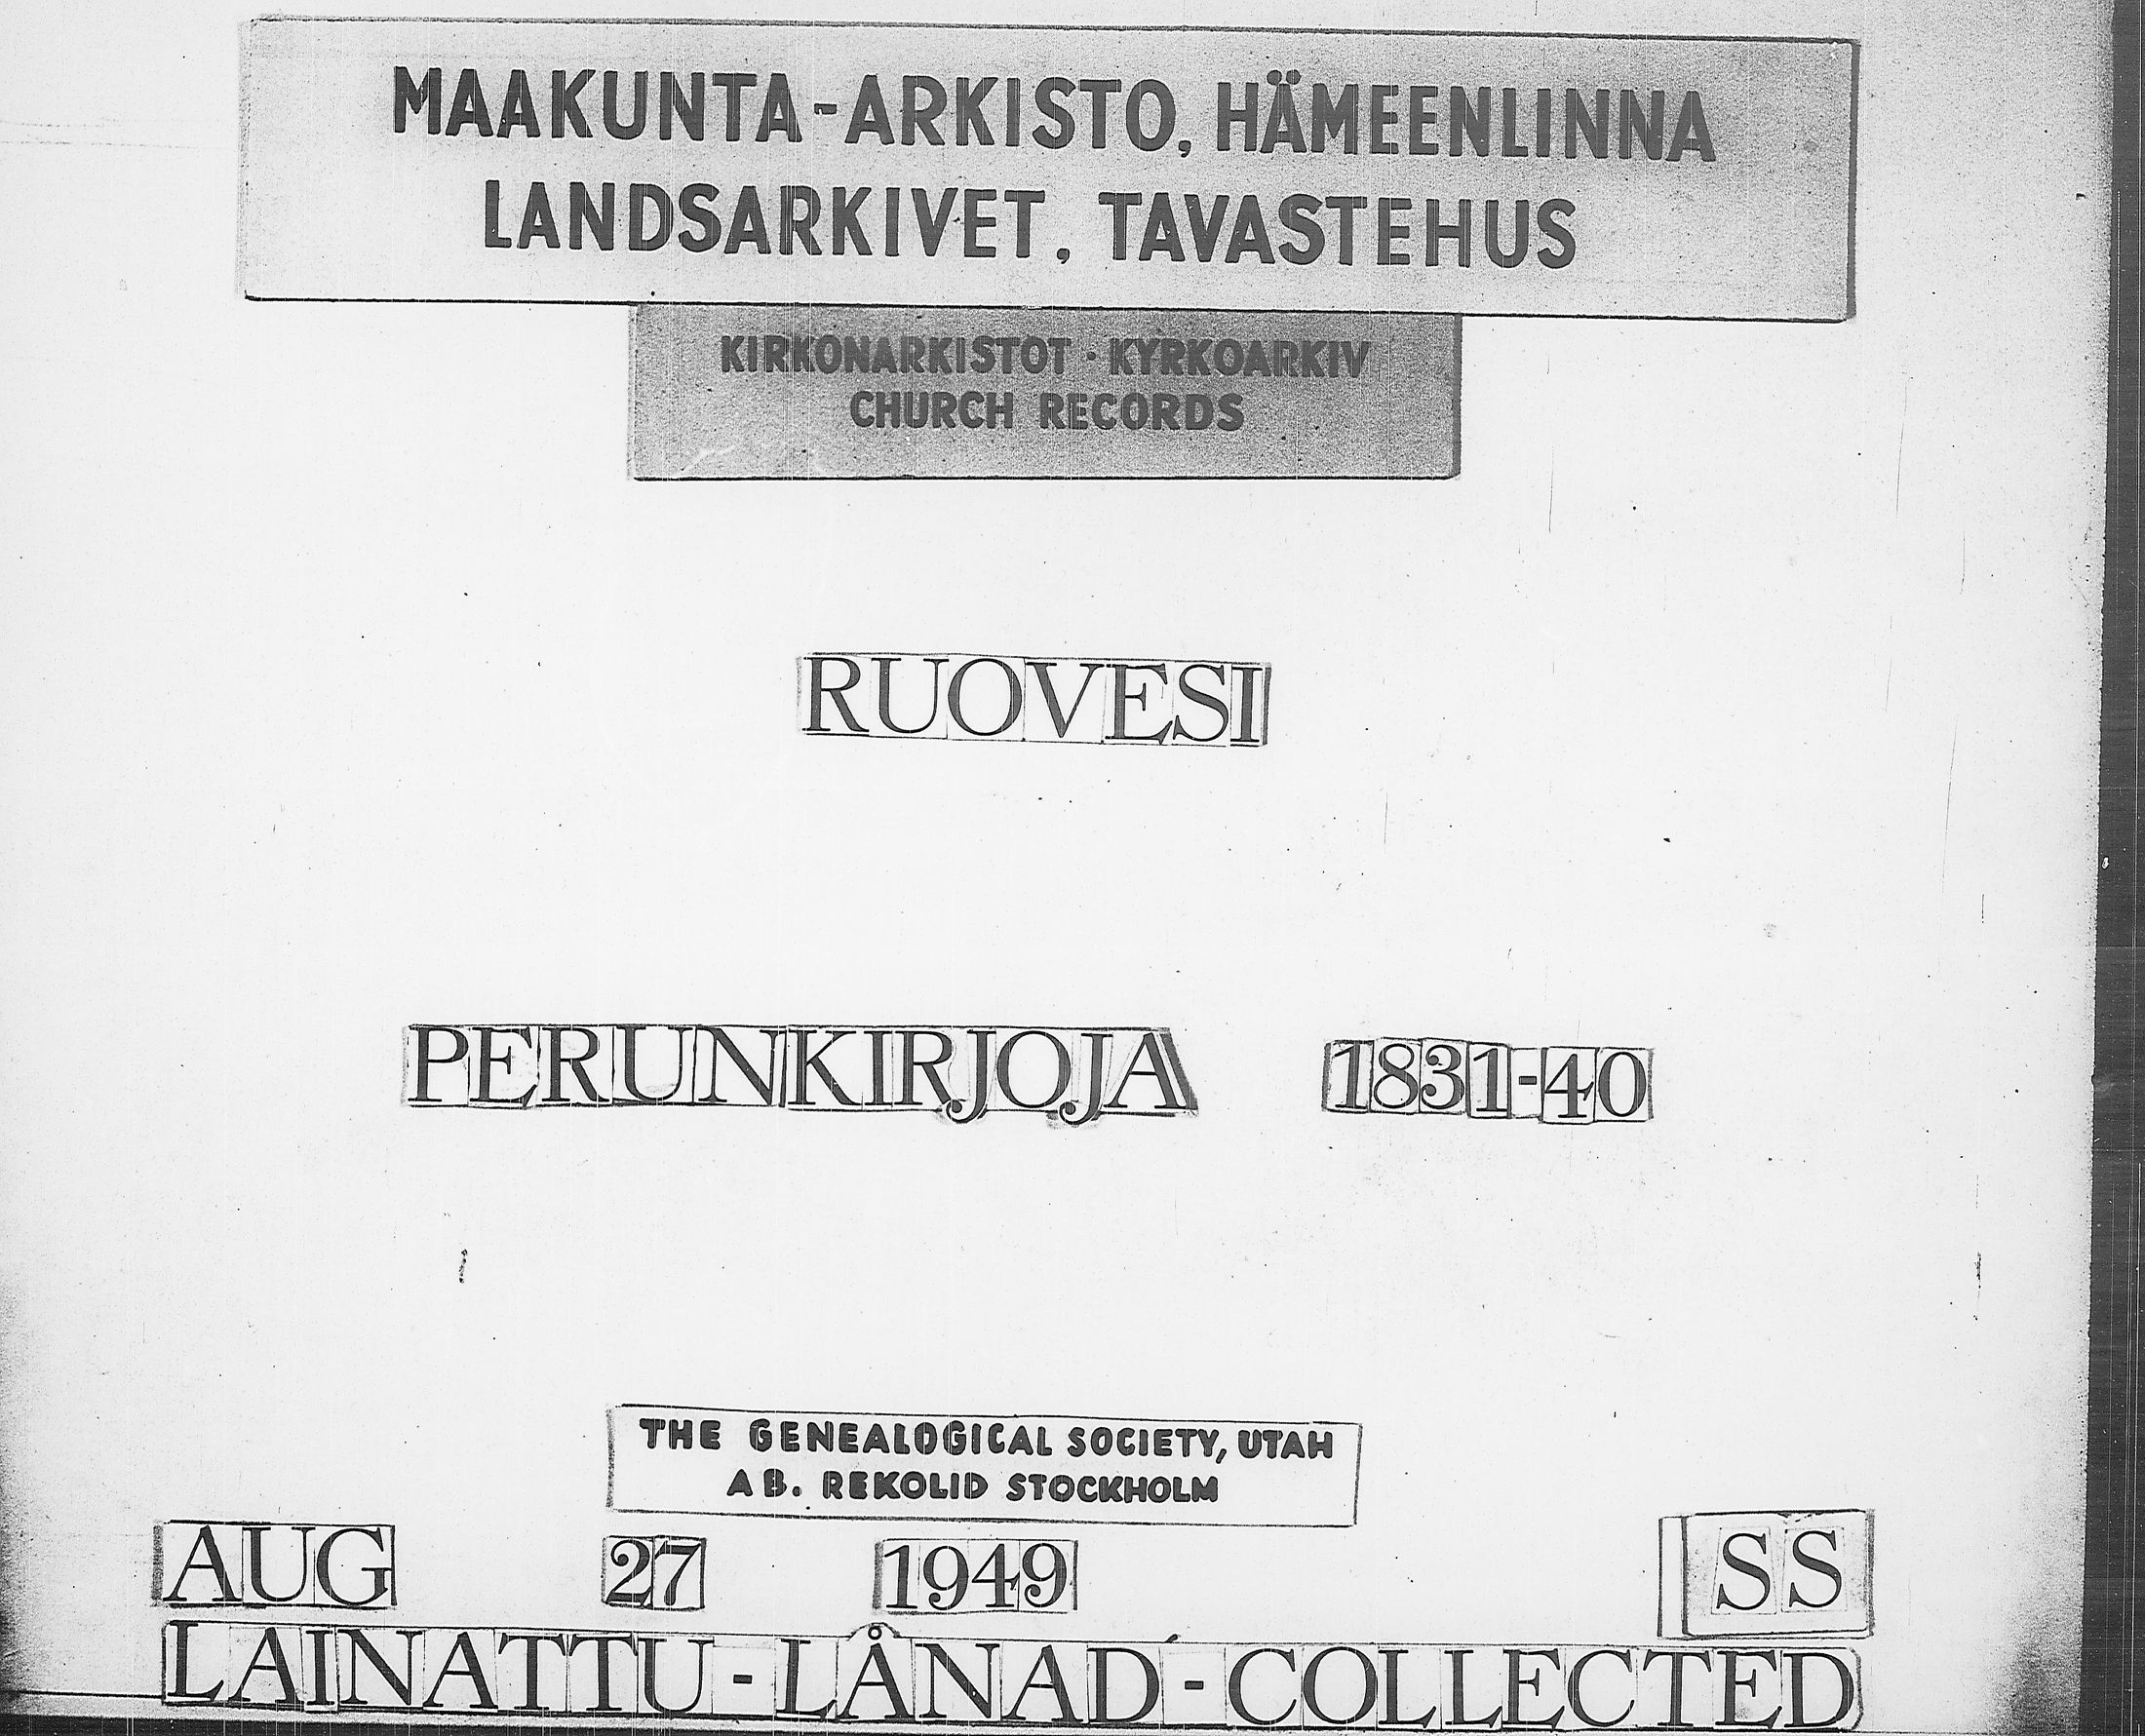 MAAKUNTA-ARKISTO, HÄMEENLINNA
LANDSARKIVET, TAVASTEHUS
KIRKONARKISTOT · KYRKOARKIV
CHURCH RECORDS
RUOVESI
PERUNKIRJOJA 1831-40
THE GENEALOGICAL SOCIETY, UTAH
AB. REKOLID STOCKHOLM
AUG 27 1949 SS
LAINATTU - LÅNAD - COLLECTED